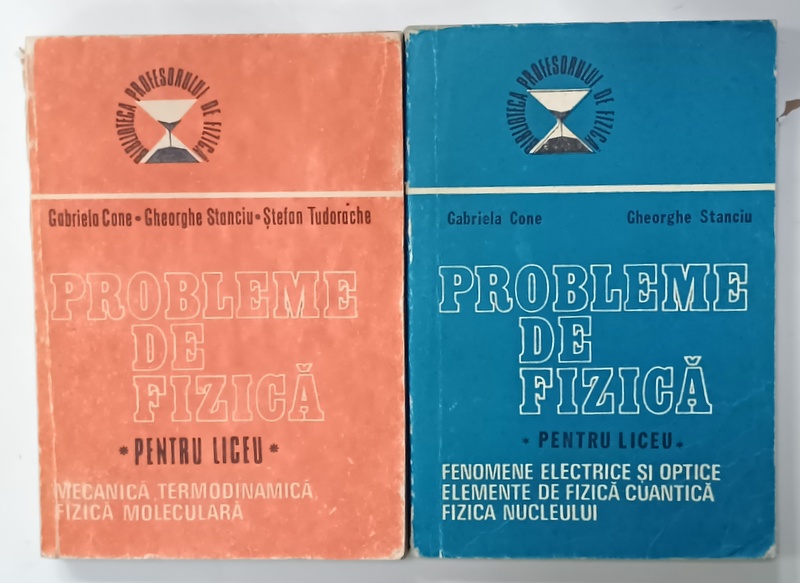 BIBLIOTECA PROFESORULUI DE FIZICĂ
Gabriela Cone • Gheorghe Stanciu • Ștefan Tudorache
PROBLEME
DE
FIZICĂ
* PENTRU LICEU *
MECANICĂ, TERMODINAMICĂ,
FIZICĂ MOLECULARĂ
BIBLIOTECA PROFESORULUI DE FIZICĂ
Gabriela Cone Gheorghe Stanciu
PROBLEME
DE
FIZICĂ
* PENTRU LICEU *
FENOMENE ELECTRICE ȘI OPTICE
ELEMENTE DE FIZICĂ CUANTICĂ
FIZICA NUCLEULUI